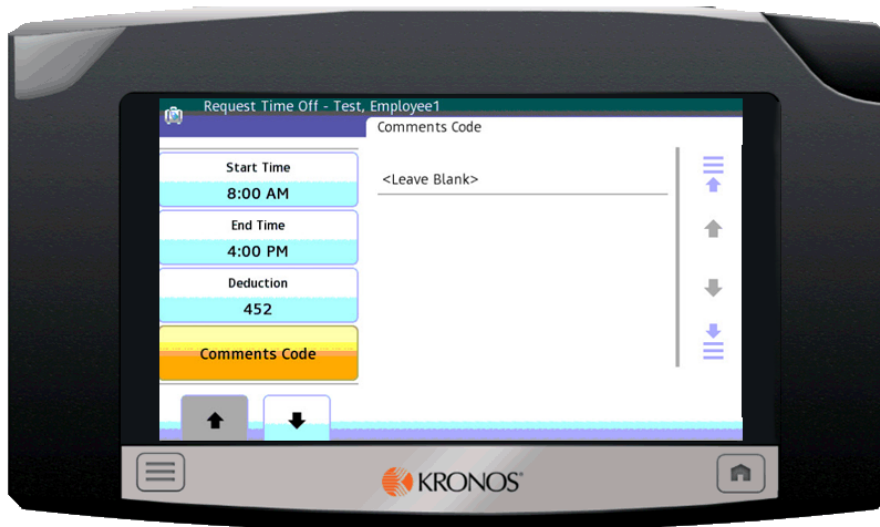 Request Time Off - Test, Employee1
Comments Code
Start Time
8:00 AM
<Leave Blank>
End Time
4:00 PM
Deduction
452
Comments Code
KRONOS